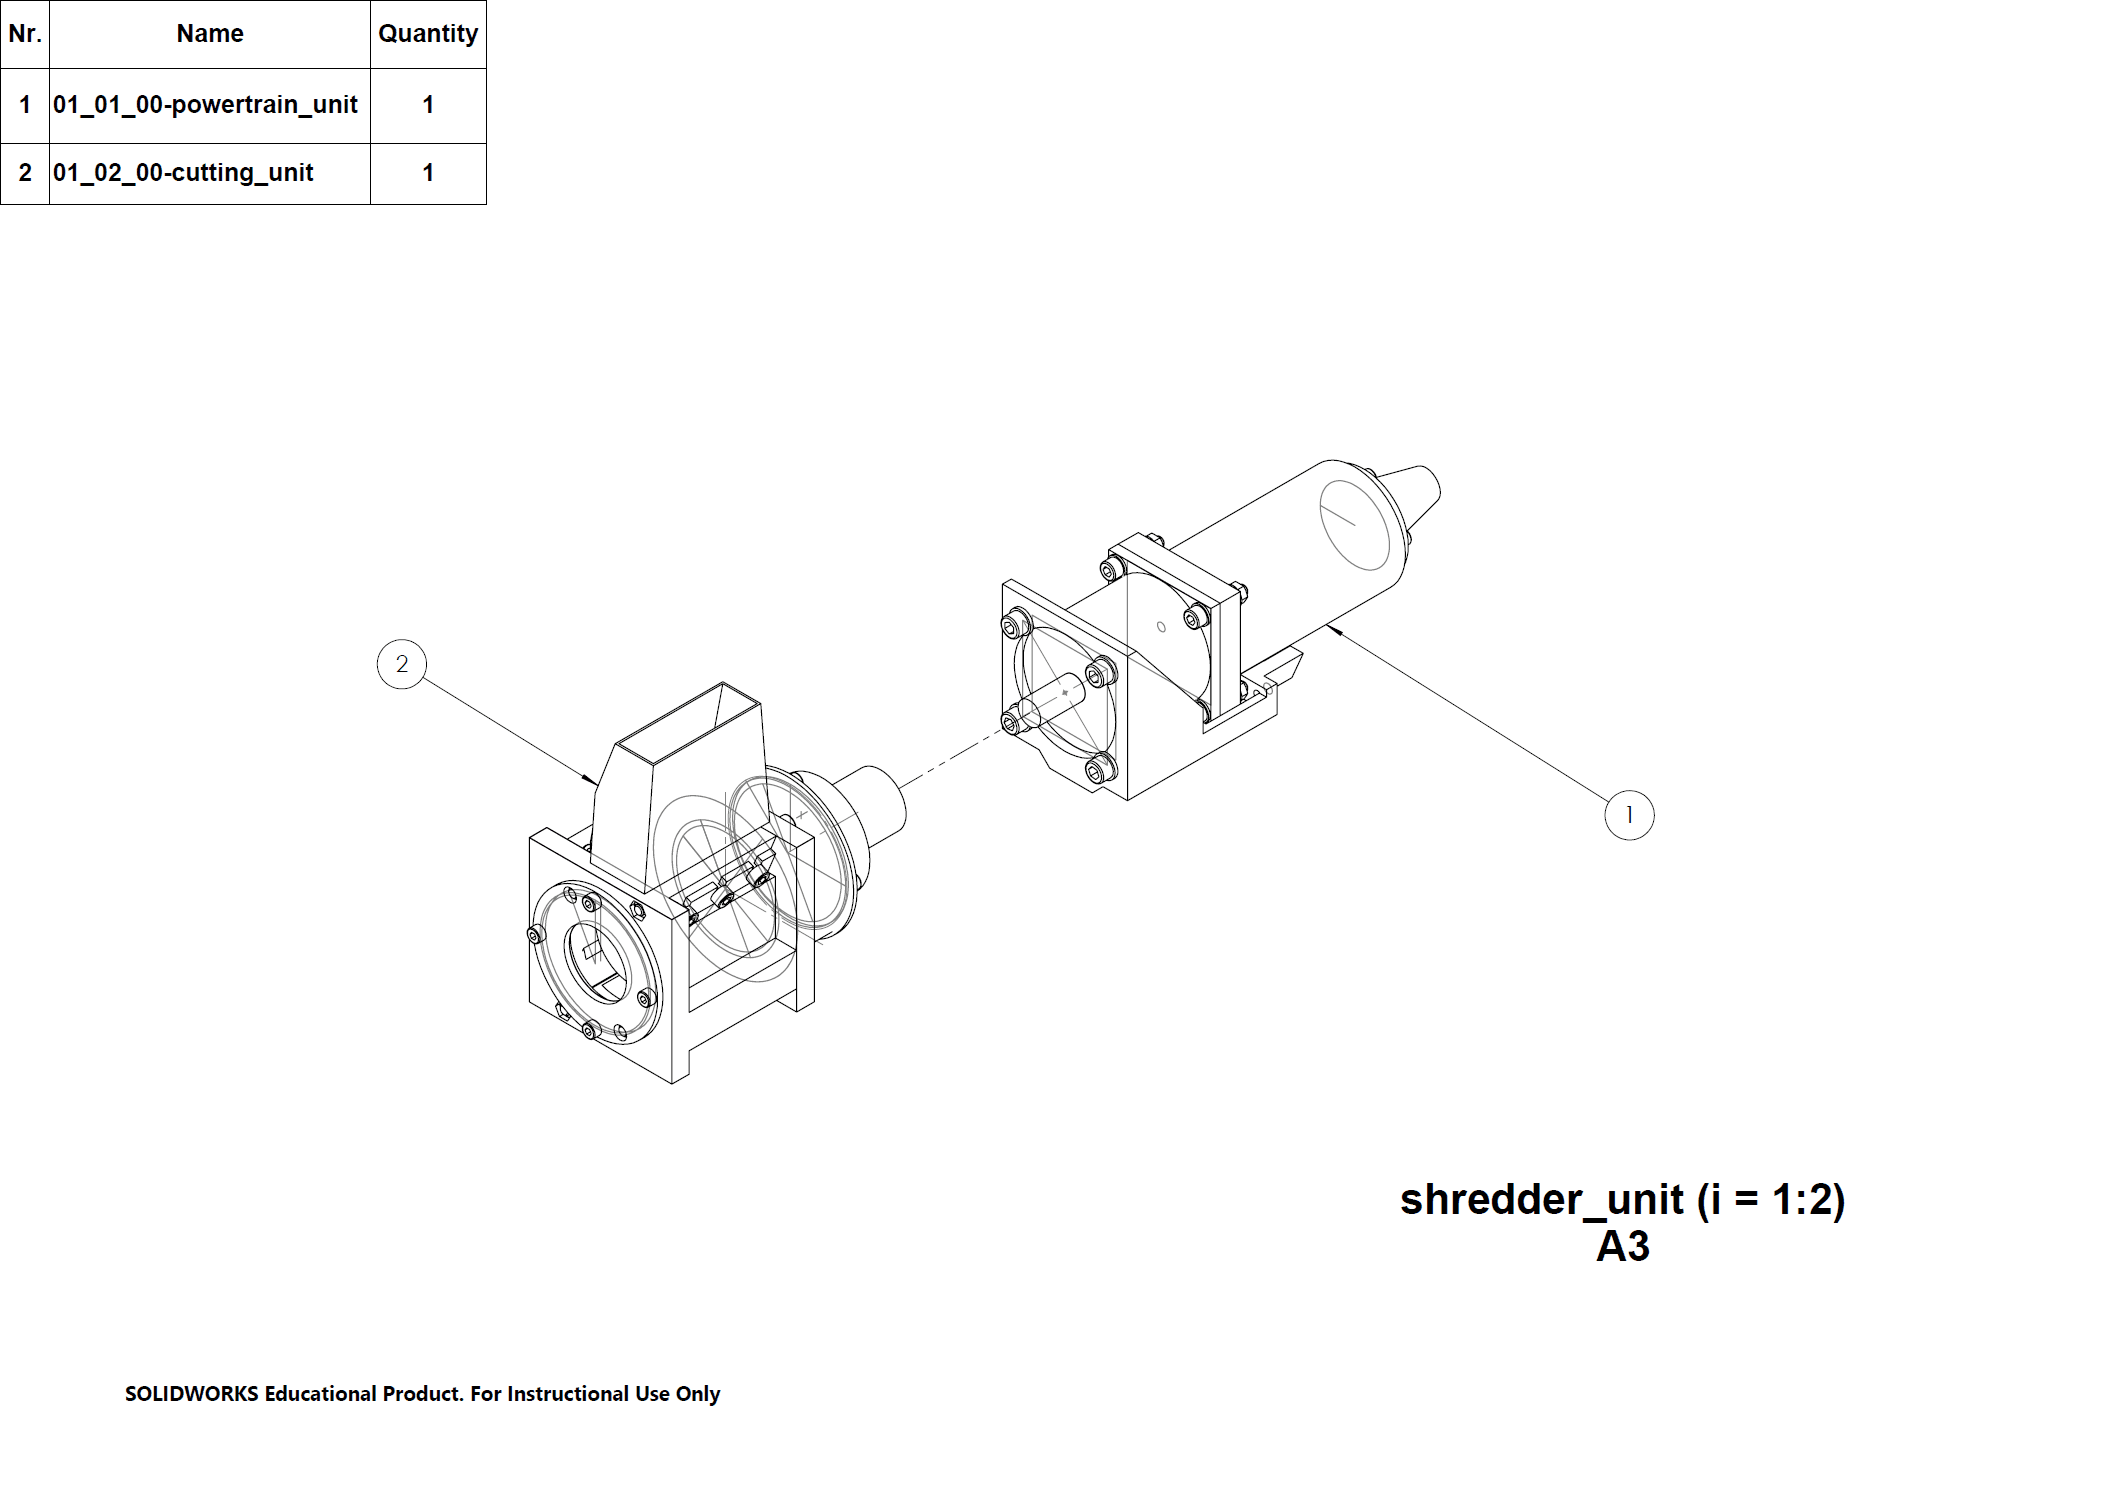 Nr. Name Quantity
1 01_01_00-powertrain_unit 1
2 01_02_00-cutting_unit 1
2
1
shredder_unit (i = 1:2)
A3
SOLIDWORKS Educational Product. For Instructional Use Only